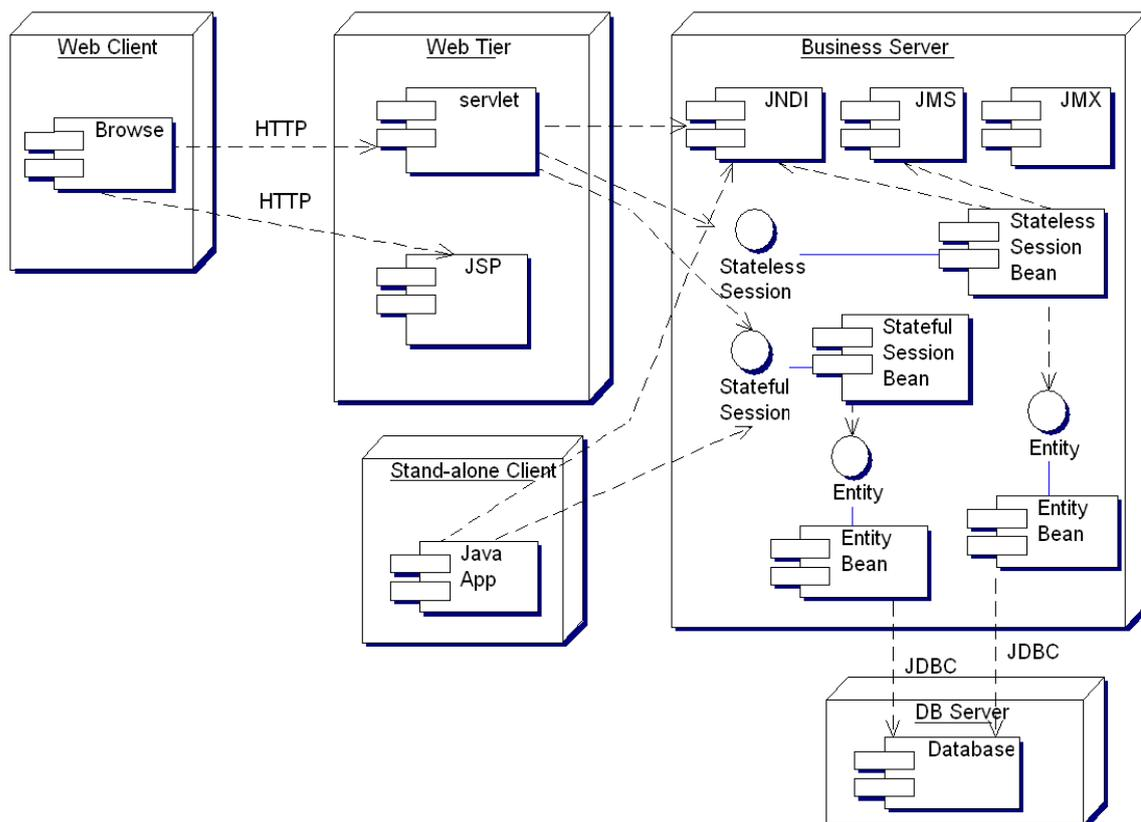 Web Client
Browse
HTTP
HTTP
Web Tier
servlet
JSP
Stand-alone Client
Java
App
Business Server
JNDI
JMS
JMX
Stateless
Session
Stateless
Session
Bean
Stateful
Session
Stateful
Session
Bean
Entity
Entity
Entity
Bean
Entity
Bean
JDBC
JDBC
DB Server
Database